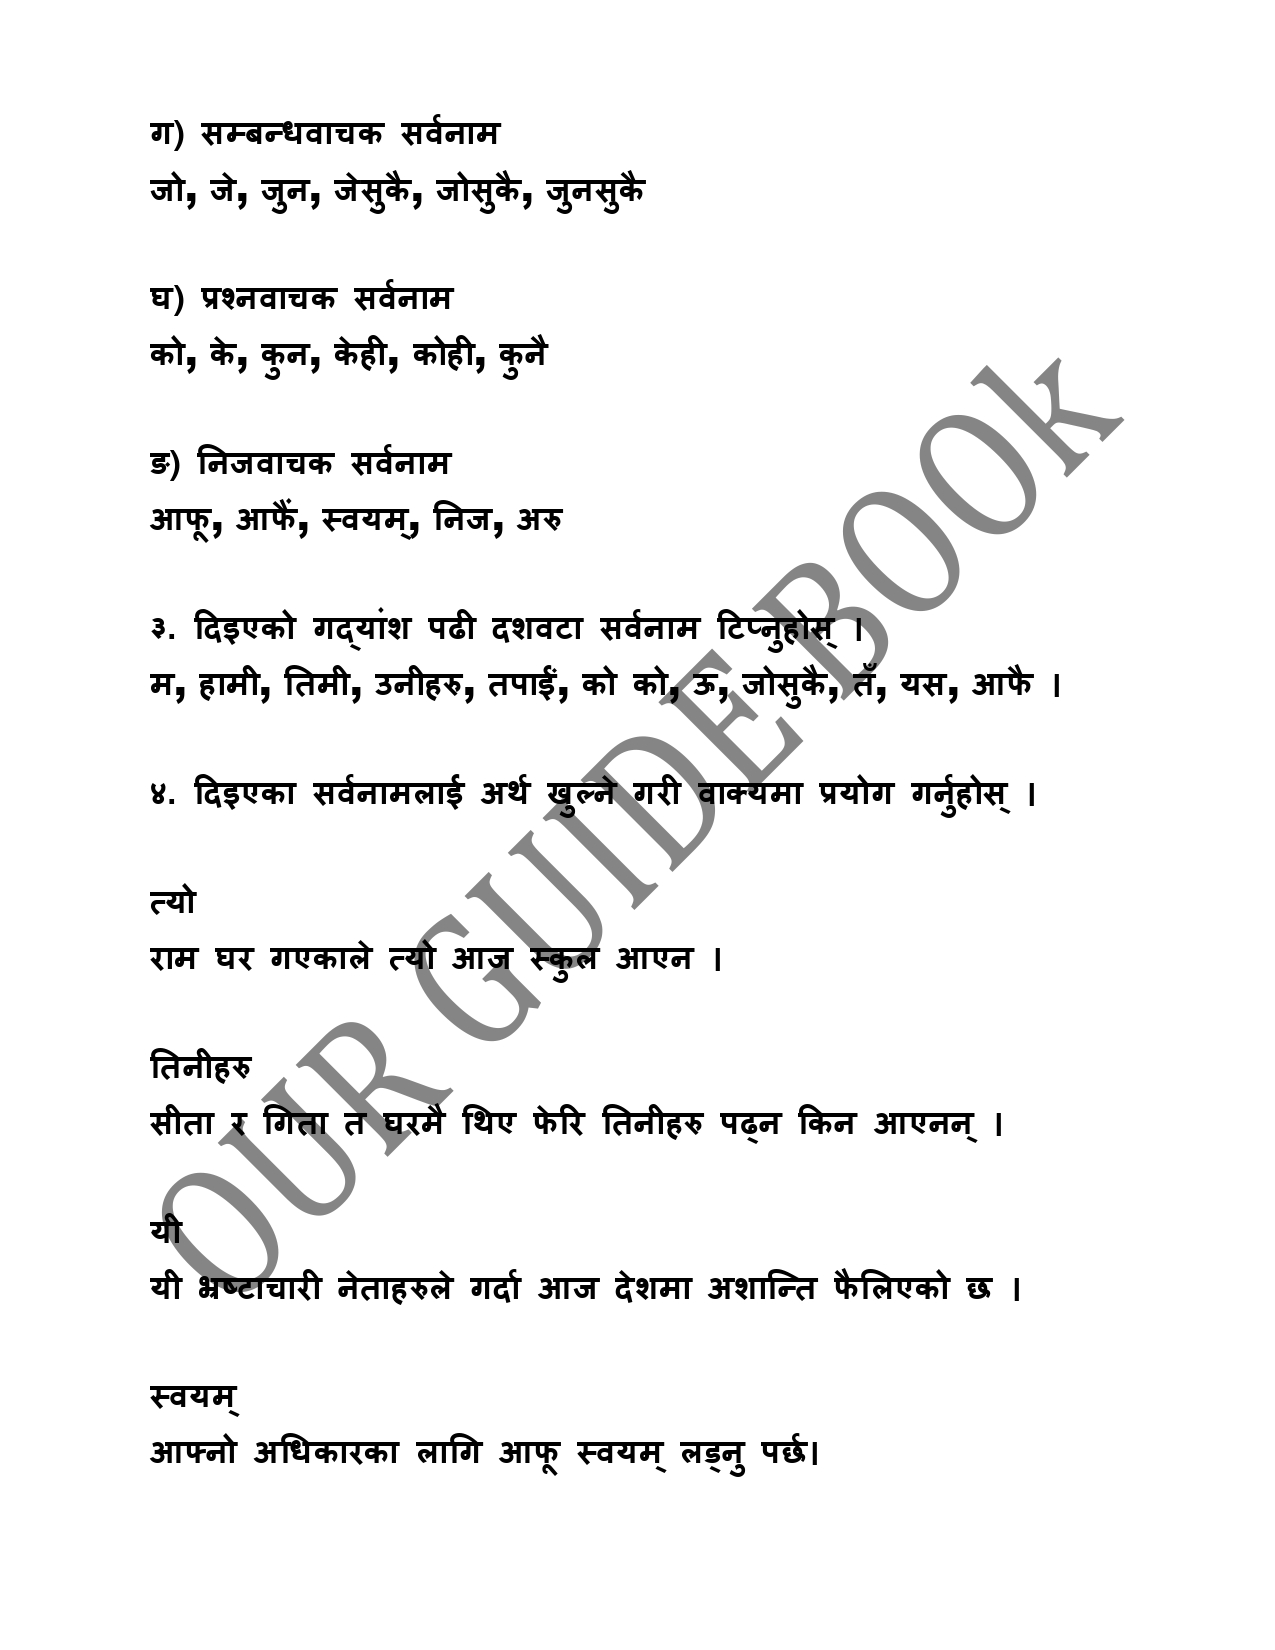 ग) सम्बन्धवाचक सर्वनाम
जो, जे, जुन, जेसुकै, जोसुकै, जुनसुकै
घ) प्रश्नवाचक सर्वनाम
को, के, कुन, केही, कोही, कुनै
ङ) निजवाचक सर्वनाम
आफू, आफैं, स्वयम्, निज, अरु
३. दिइएको गद्यांश पढी दशवटा सर्वनाम टिप्नुहोस् ।
म, हामी, तिमी, उनीहरु, तपाईं, को को, ऊ, जोसुकै, तँ, यस, आफै ।
४. दिइएका सर्वनामलाई अर्थ खुल्ने गरी वाक्यमा प्रयोग गर्नुहोस् ।
त्यो
राम घर गएकाले त्यो आज स्कुल आएन ।
तिनीहरु
सीता र गिता त घरमै थिए फेरि तिनीहरु पढ्न किन आएनन् ।
यी
यी भ्रष्टाचारी नेताहरुले गर्दा आज देशमा अशान्ति फैलिएको छ ।
स्वयम्
आफ्नो अधिकारका लागि आफू स्वयम् लड्नु पर्छ।
OUR GUIDE BOOk